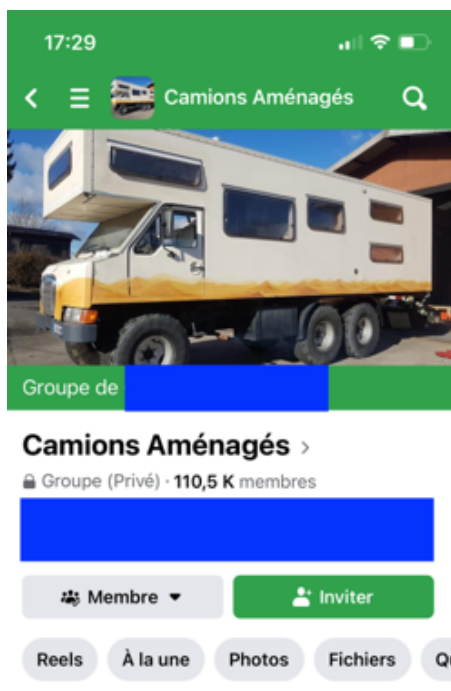 17:29
Camions Aménagés
Groupe de
Camions Aménagés
Groupe (Privé) · 110,5 K membres
Membre
Inviter
Reels À la une Photos Fichiers